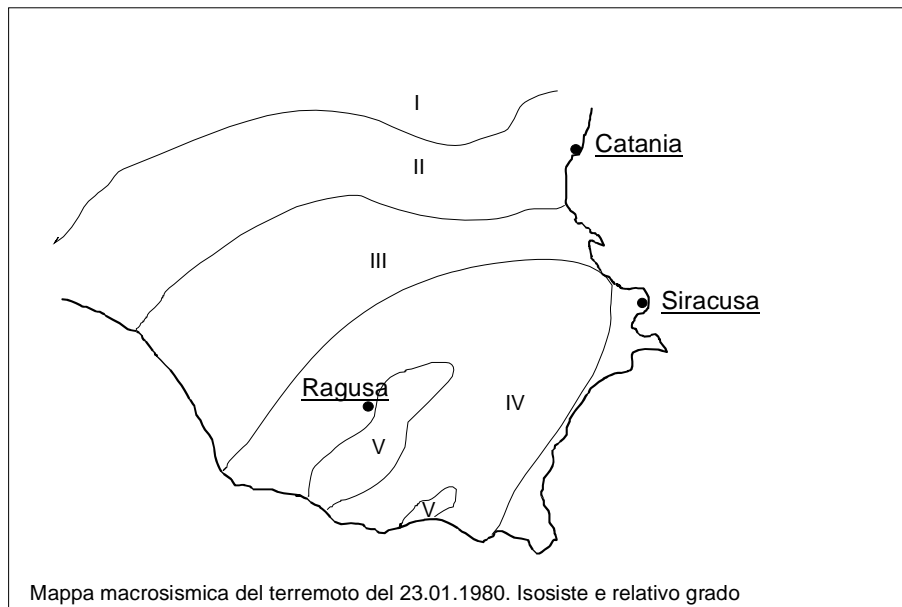 I
Catania
II
III
Siracusa
Ragusa
IV
V
V
Mappa macrosismica del terremoto del 23.01.1980. Isosiste e relativo grado